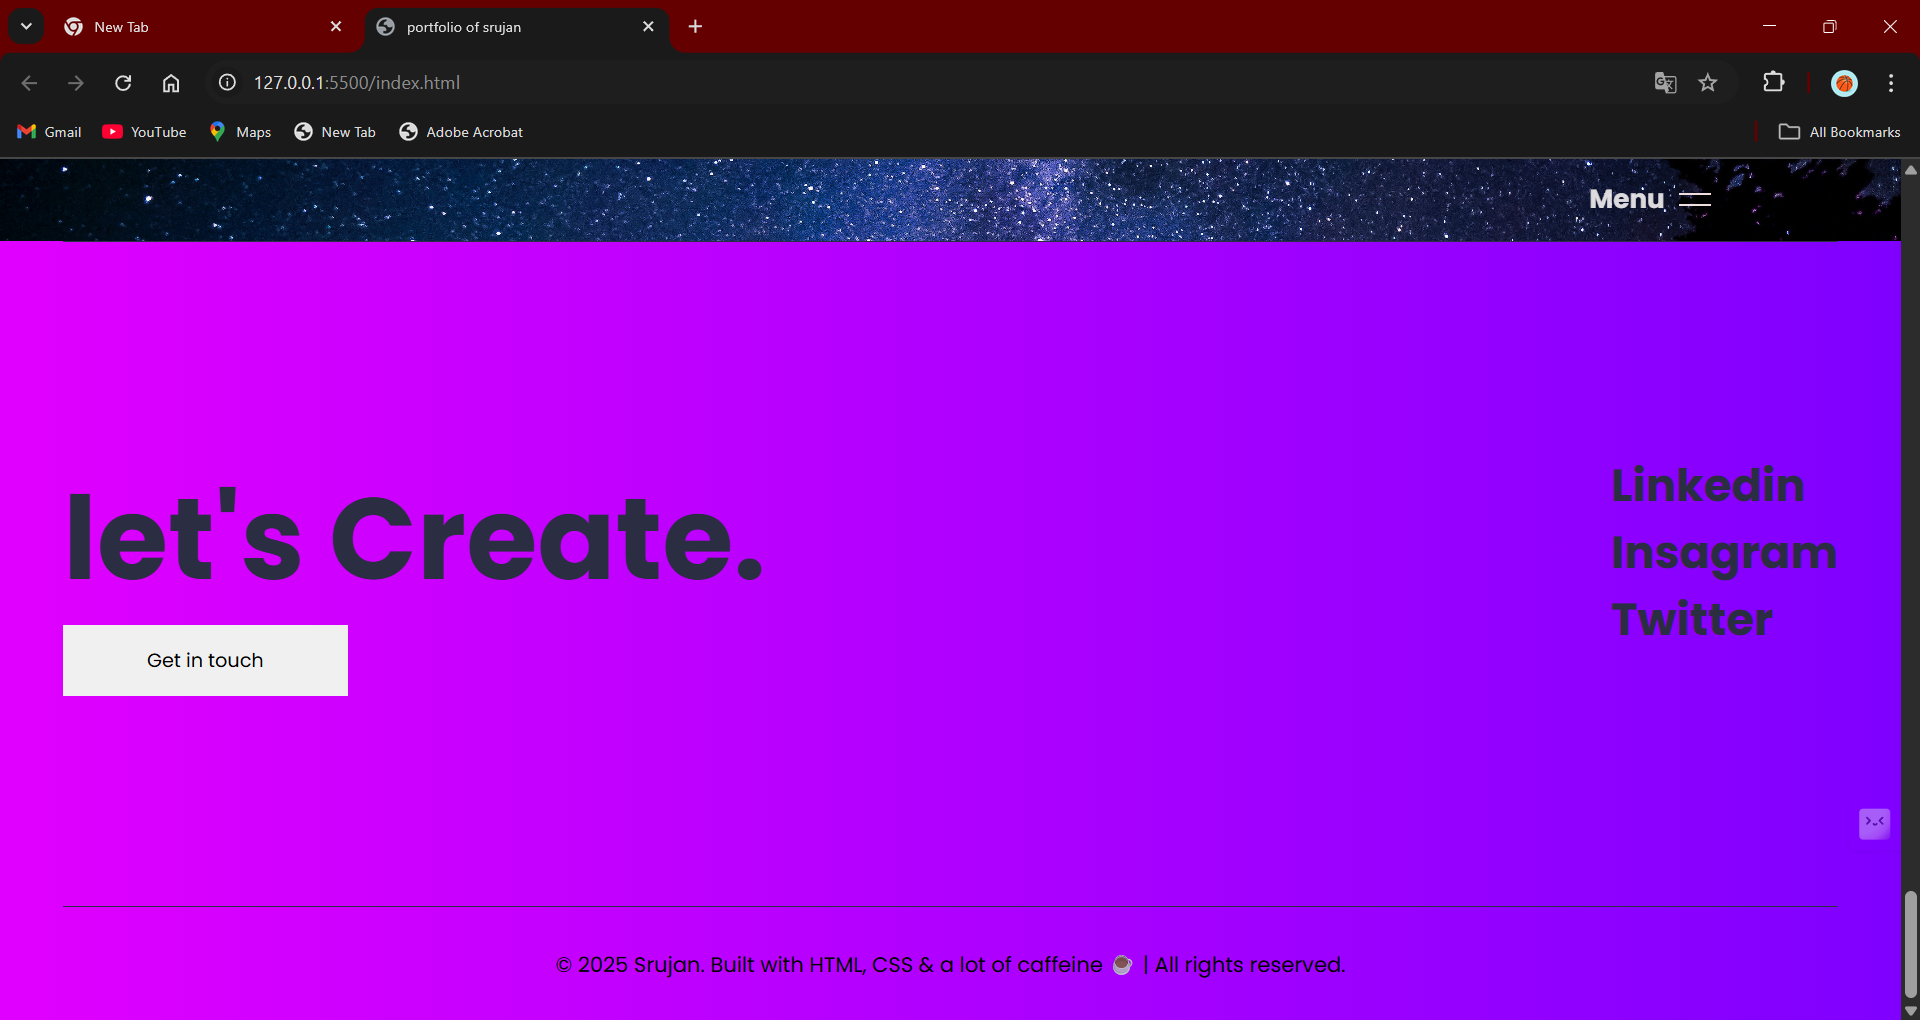 New Tab
portfolio of srujan
127.0.0.1:5500/index.html
Gmail YouTube Maps New Tab Adobe Acrobat All Bookmarks
Menu
let's Create.
Get in touch
Linkedin
Insagram
Twitter
© 2025 Srujan. Built with HTML, CSS & a lot of caffeine ☕ | All rights reserved.